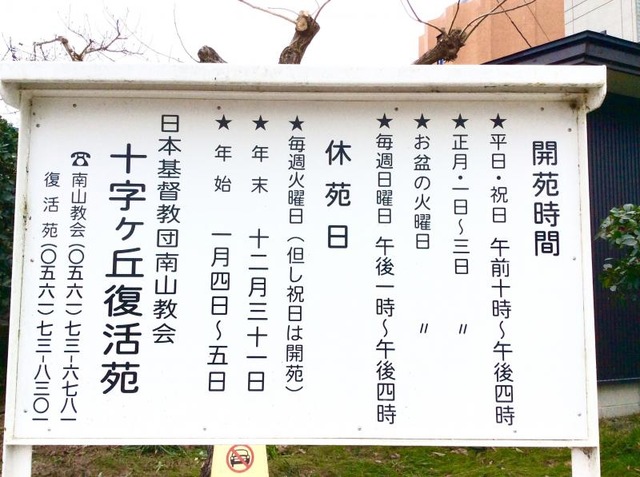 開苑時間
★平日・祝日 午前十時〜午後四時
★正月・一日〜三日 〃
★お盆の火曜日 〃
★毎週日曜日 午後一時〜午後四時
休苑日
★毎週火曜日（但し祝日は開苑）
★年末 十二月三十一日
★年始 一月四日〜五日
日本基督教団南山教会
十字ヶ丘復活苑
☎南山教会(〇五六一)七三-六七八一
復活苑(〇五六一)七三-八三〇一